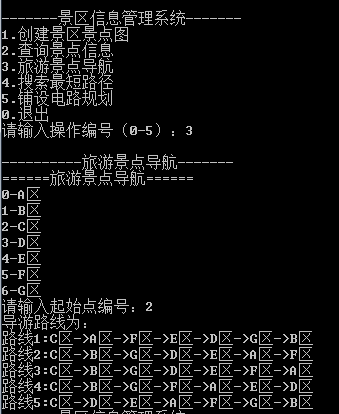 --------景区信息管理系统-------
1.创建景区景点图
2.查询景点信息
3.旅游景点导航
4.搜索最短路径
5.铺设电路规划
0.退出
请输入操作编号（0-5）：3
----------旅游景点导航-------
======旅游景点导航======
0-A区
1-B区
2-C区
3-D区
4-E区
5-F区
6-G区
请输入起始点编号：2
导游路线为：
路线1:C区->A区->F区->E区->D区->G区->B区
路线2:C区->B区->G区->D区->E区->A区->F区
路线3:C区->B区->G区->D区->E区->F区->A区
路线4:C区->B区->G区->A区->F区->E区->D区
路线5:C区->D区->E区->A区->F区->G区->B区
景区信息管理系统